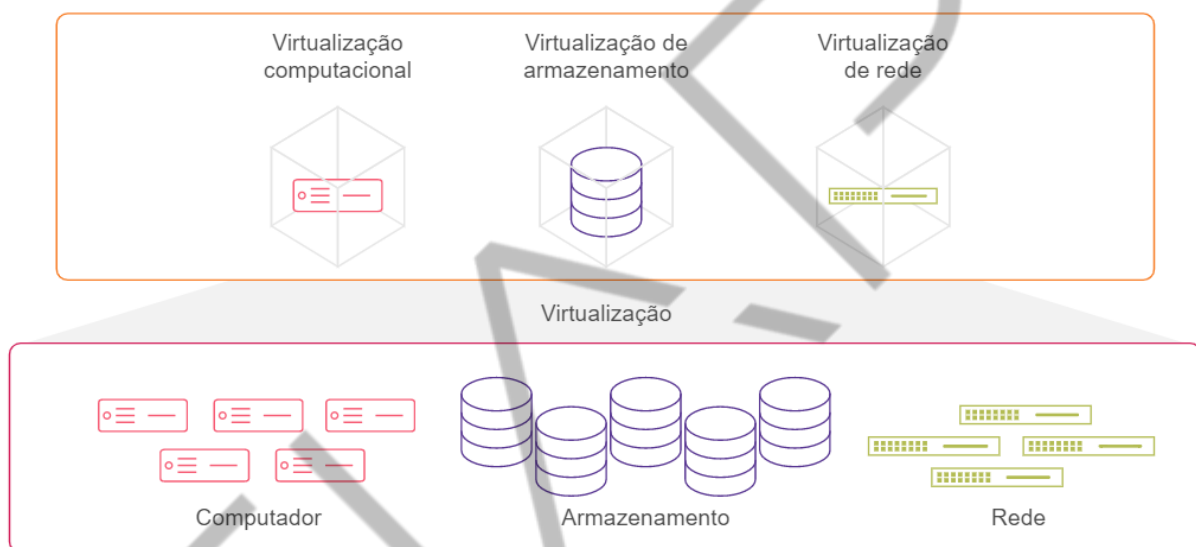 Virtualização
computacional
Virtualização de
armazenamento
Virtualização
de rede
Virtualização
Computador
Armazenamento
Rede